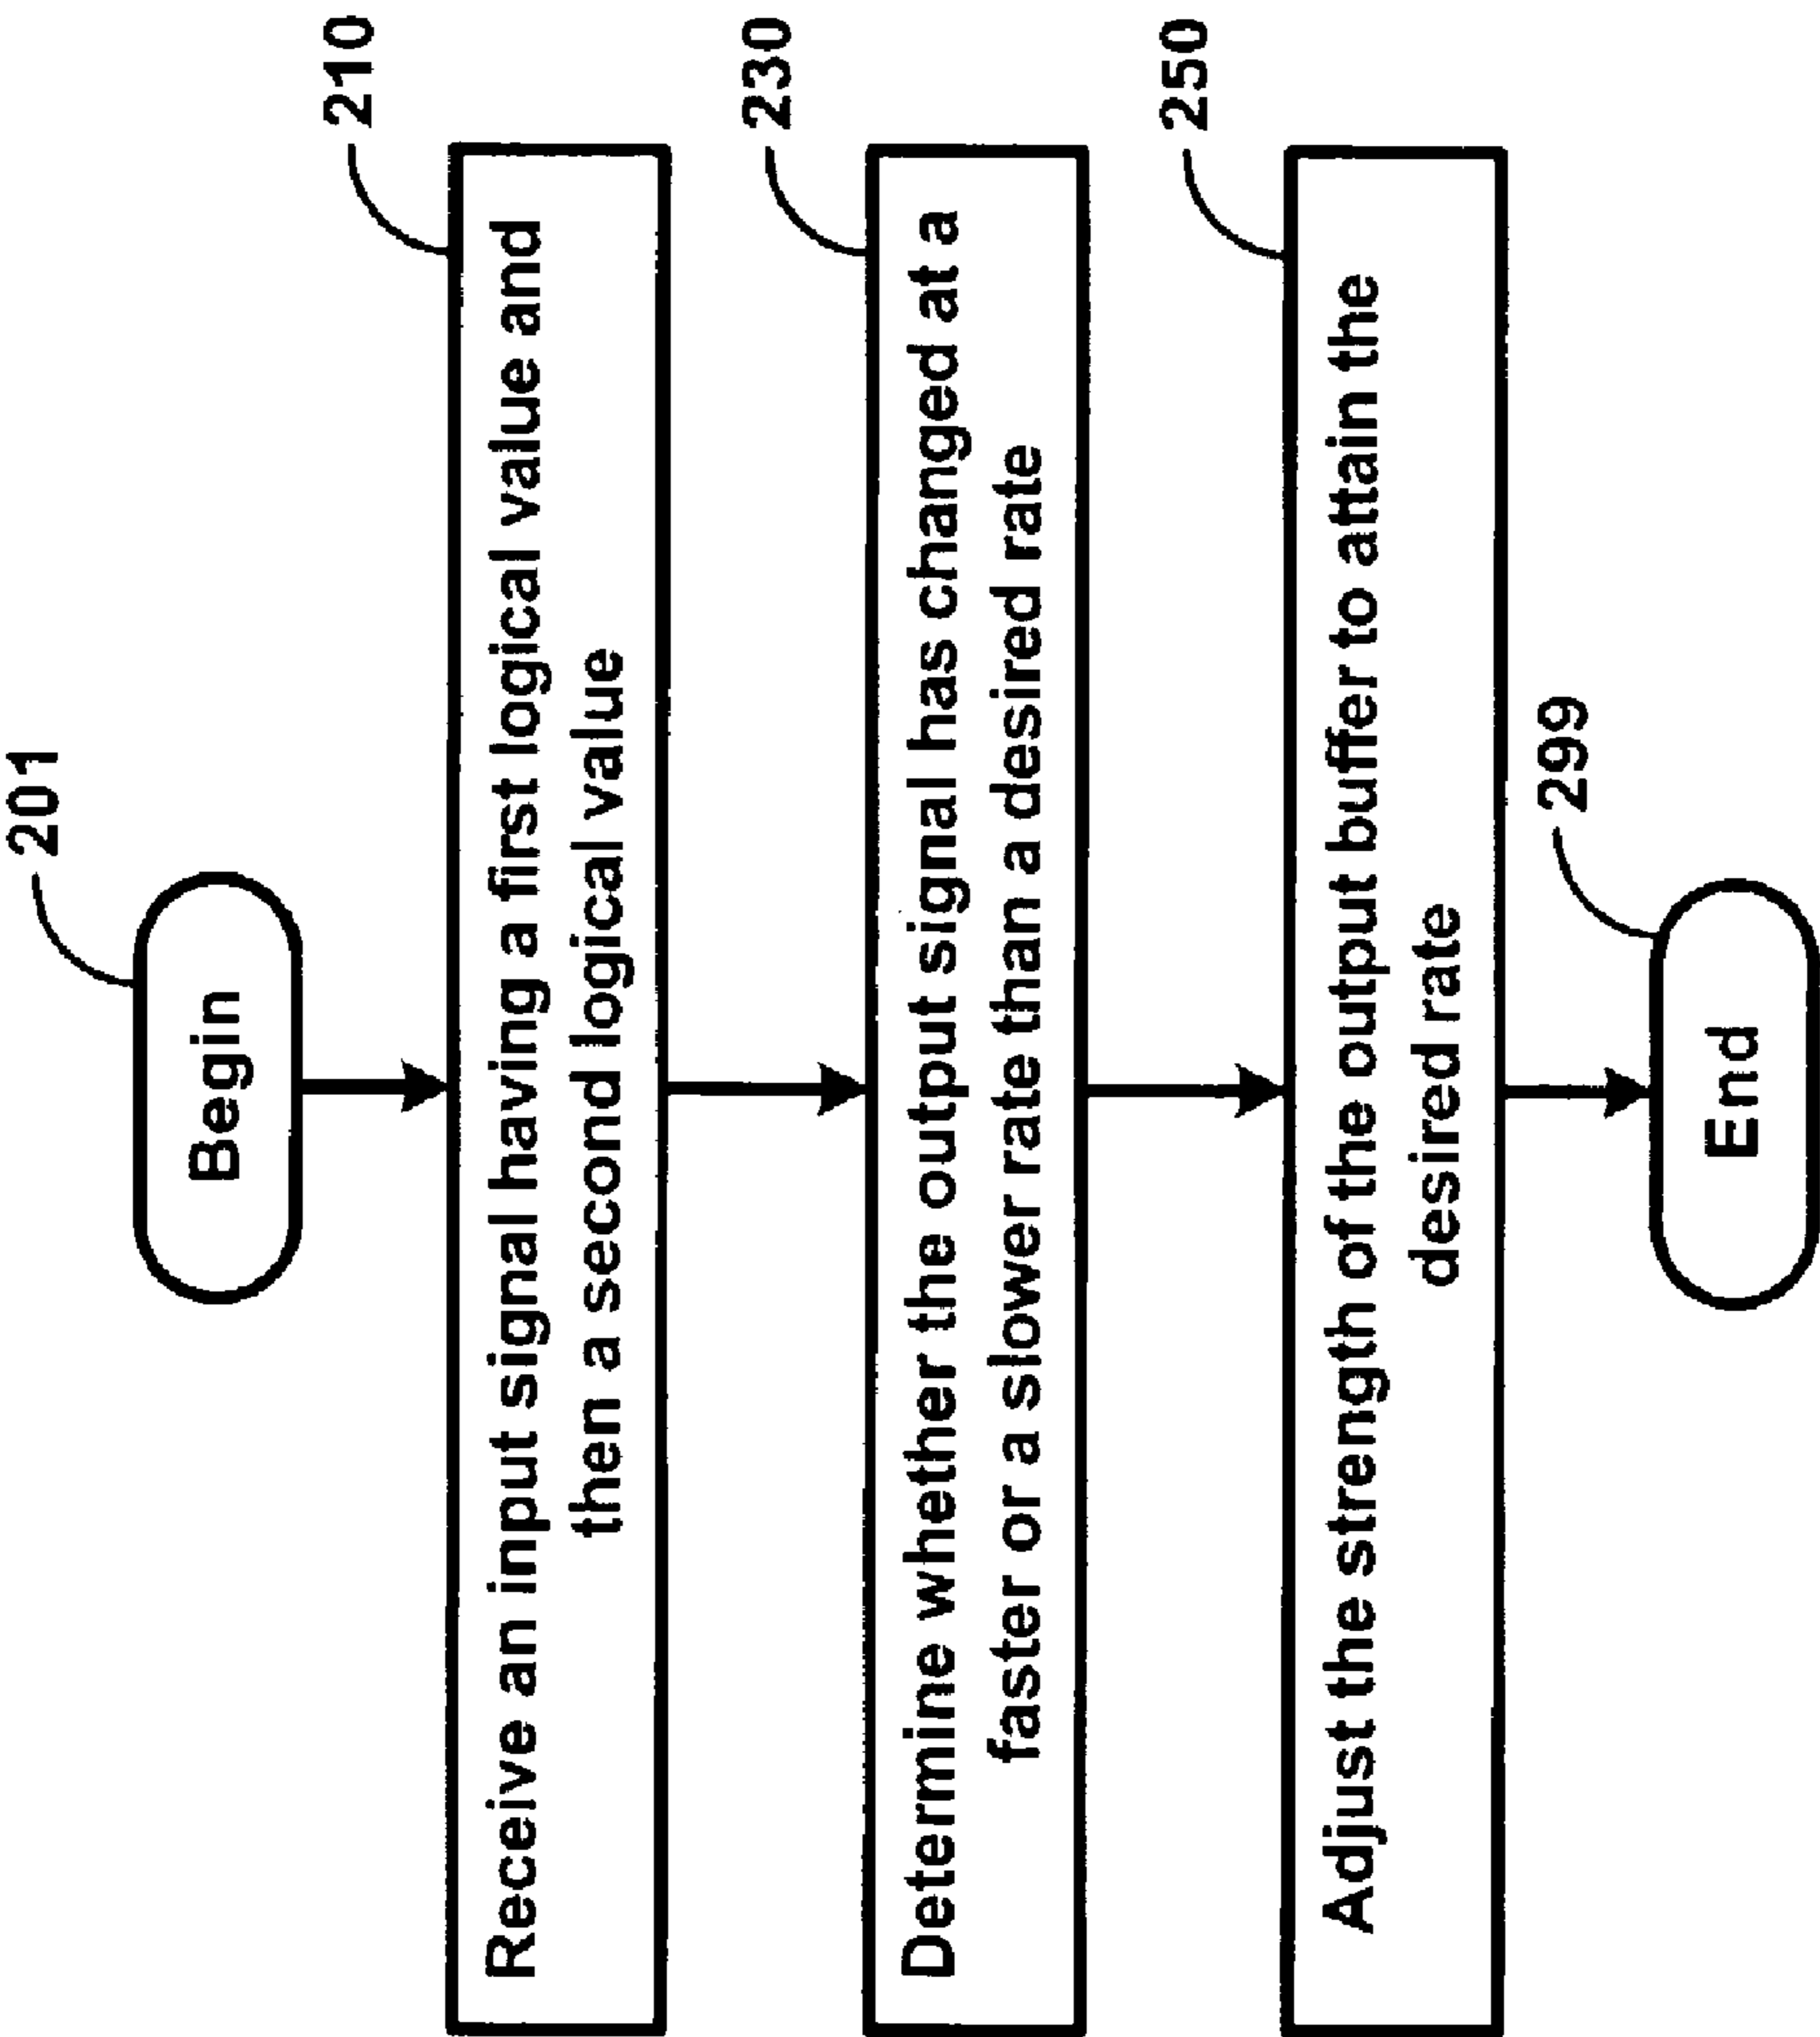 201
Begin
210
Receive an input signal having a first logical value and
then a second logical value
230
Determine whether the output signal has changed at a
faster or a slower rate than a desired rate
250
Adjust the strength of the output buffer to attain the
desired rate
299
End